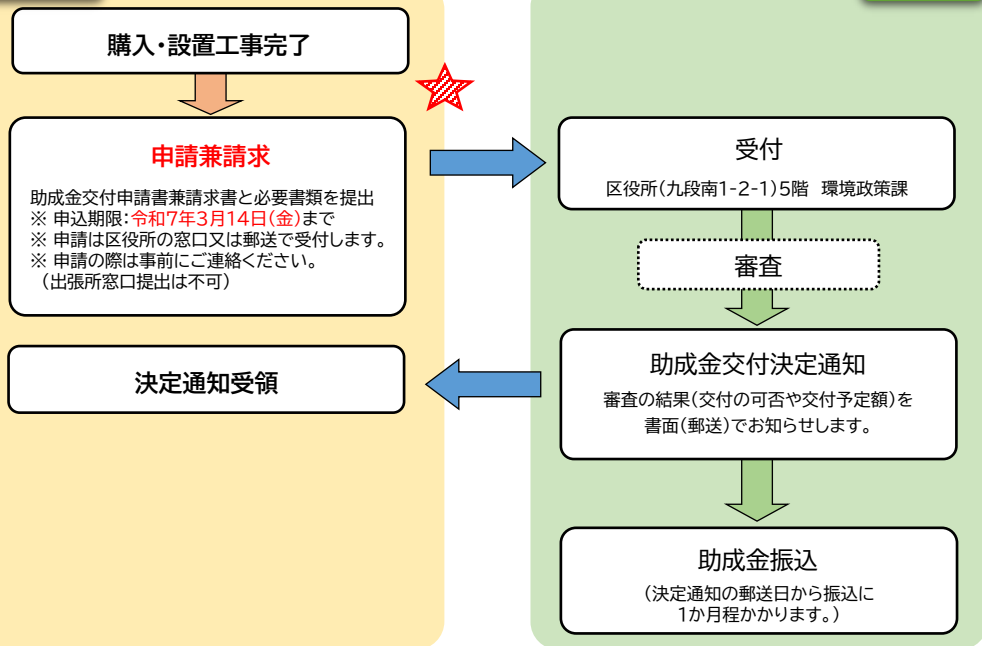 購入・設置工事完了
申請兼請求
助成金交付申請書兼請求書と必要書類を提出
※ 申込期限：令和7年3月14日(金)まで
※ 申請は区役所の窓口又は郵送で受付します。
※ 申請の際は事前にご連絡ください。
（出張所窓口提出は不可）
決定通知受領
受付
区役所（九段南1-2-1）5階 環境政策課
審査
助成金交付決定通知
審査の結果（交付の可否や交付予定額）を
書面（郵送）でお知らせします。
助成金振込
（決定通知の郵送日から振込に
1か月程かかります。）